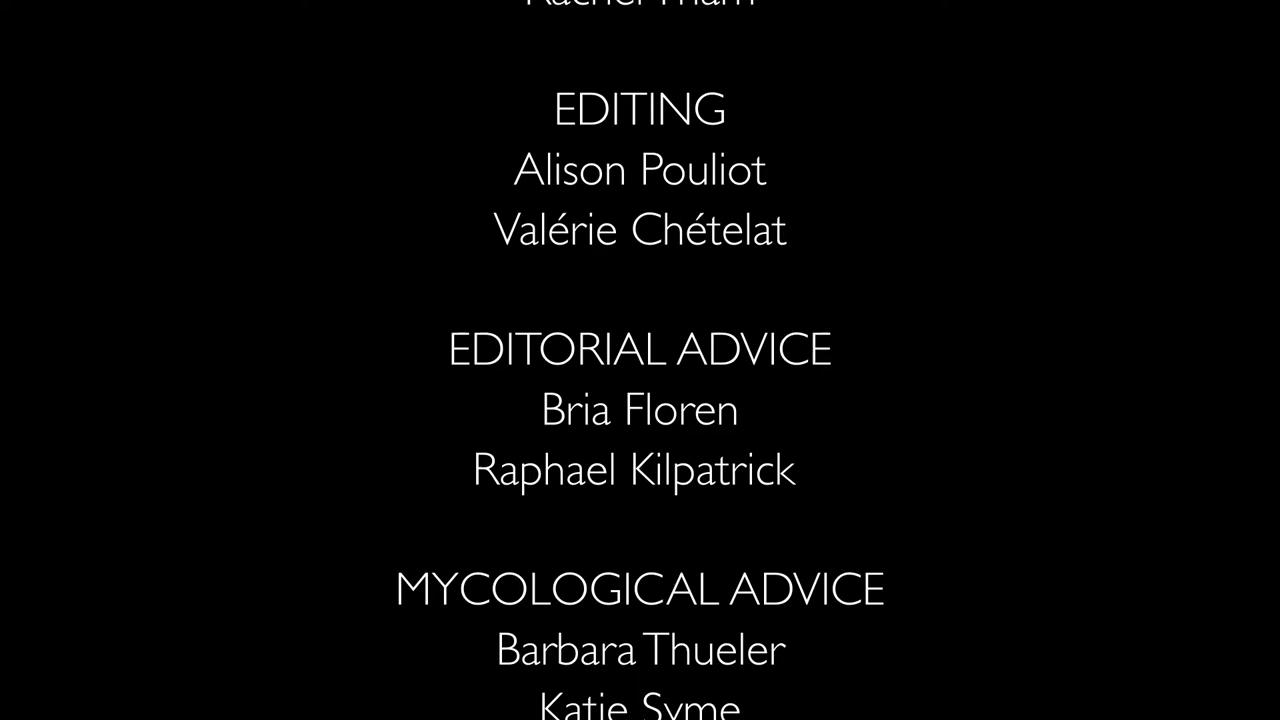 EDITING
Alison Pouliot
Valérie Chételat
EDITORIAL ADVICE
Bria Floren
Raphael Kilpatrick
MYCOLOGICAL ADVICE
Barbara Thueler
Katie Syme